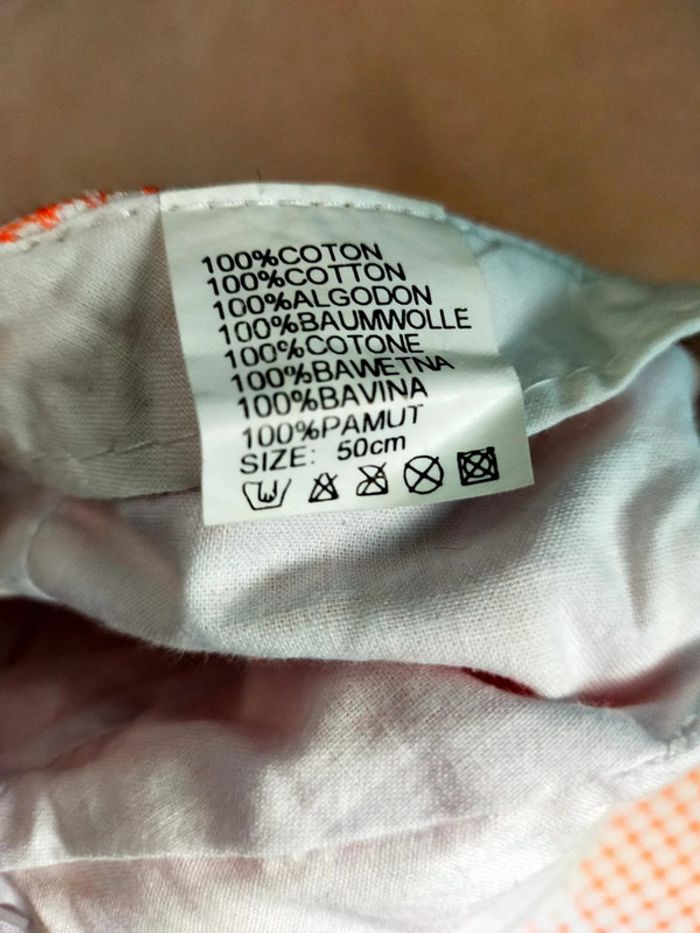 100%COTON
100%COTTON
100%ALGODON
100%BAUMWOLLE
100%COTONE
100%BAWETNA
100%BAVINA
100%PAMUT
SIZE: 50cm